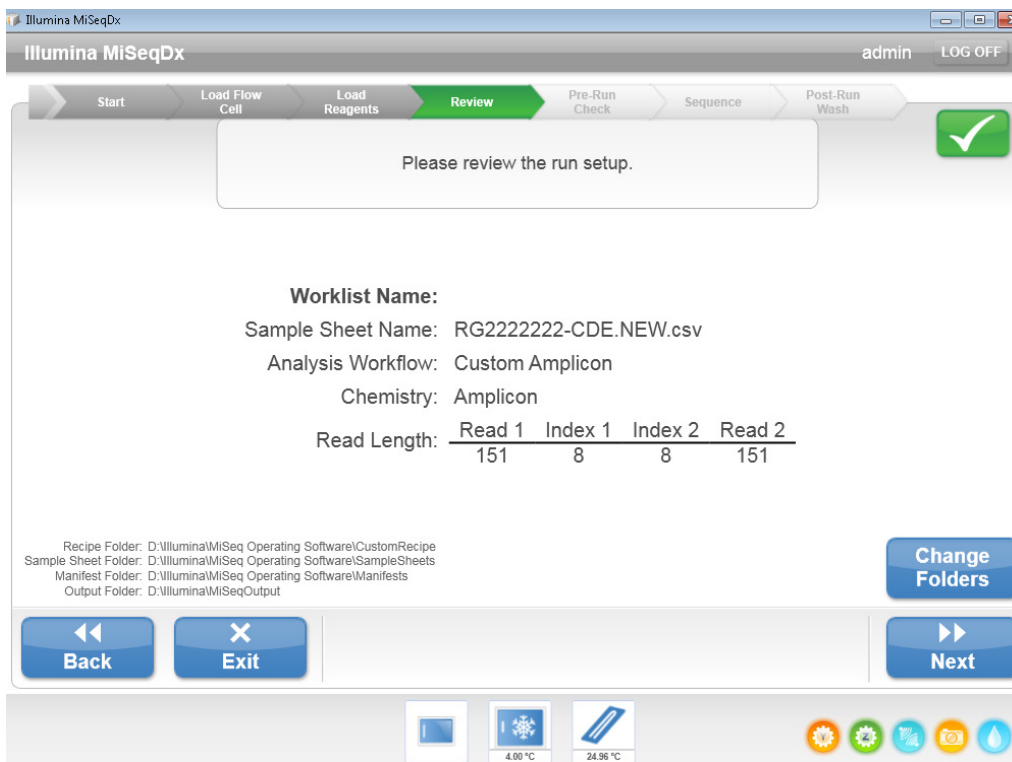 Illumina MiSeqDx
Illumina MiSeqDx
admin LOG OFF
Start
Load Flow
Cell
Load
Reagents
Review
Pre-Run
Check
Sequence
Post-Run
Wash
Please review the run setup.
Worklist Name:
Sample Sheet Name: RG2222222-CDE.NEW.csv
Analysis Workflow: Custom Amplicon
Chemistry: Amplicon
Read Length: Read 1 Index 1 Index 2 Read 2
151 8 8 151
Recipe Folder: D:\Illumina\MiSeq Operating Software\CustomRecipe
Sample Sheet Folder: D:\Illumina\MiSeq Operating Software\SampleSheets
Manifest Folder: D:\Illumina\MiSeq Operating Software\Manifests
Output Folder: D:\Illumina\MiSeqOutput
Change
Folders
Back
Exit
Next
4.00 °C
24.96 °C
Y
Z